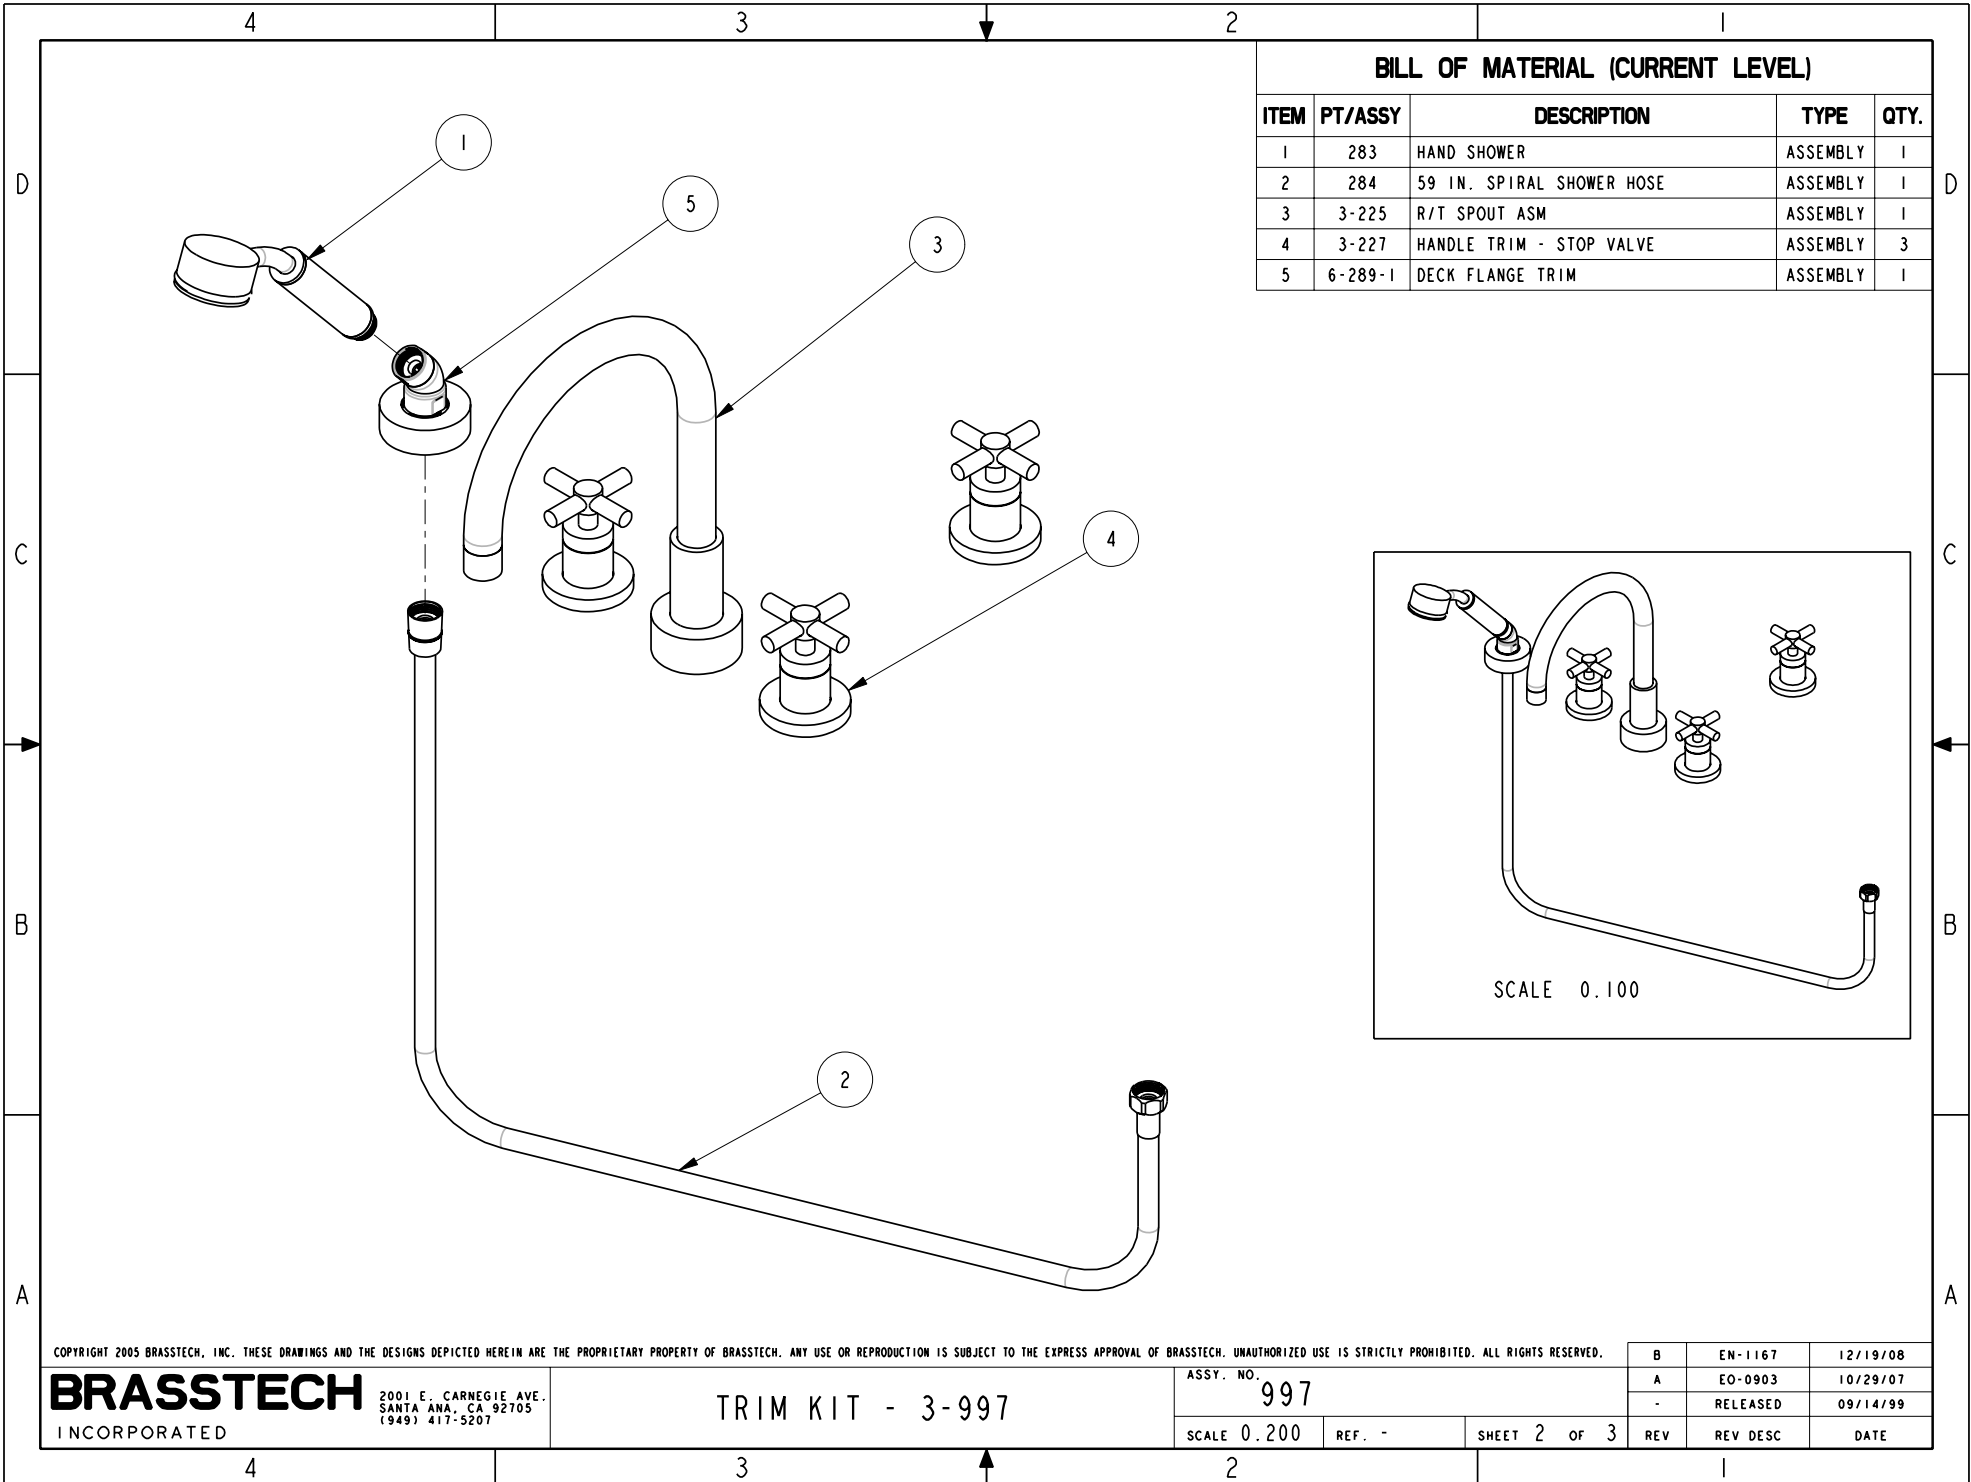 4 3 2 1
BILL OF MATERIAL (CURRENT LEVEL)
ITEM PT/ASSY DESCRIPTION TYPE QTY.
1 283 HAND SHOWER ASSEMBLY 1
2 284 59 IN. SPIRAL SHOWER HOSE ASSEMBLY 1
3 3-225 R/T SPOUT ASM ASSEMBLY 1
4 3-227 HANDLE TRIM - STOP VALVE ASSEMBLY 3
5 6-289-1 DECK FLANGE TRIM ASSEMBLY 1
1
D D
5
3
4
C C
SCALE 0.100
B B
2
A A
COPYRIGHT 2005 BRASSTECH, INC. THESE DRAWINGS AND THE DESIGNS DEPICTED HEREIN ARE THE PROPRIETARY PROPERTY OF BRASSTECH. ANY USE OR REPRODUCTION IS SUBJECT TO THE EXPRESS APPROVAL OF BRASSTECH. UNAUTHORIZED USE IS STRICTLY PROHIBITED. ALL RIGHTS RESERVED.
BRASSTECH
INCORPORATED
2001 E. CARNEGIE AVE.
SANTA ANA, CA 92705
(949) 417-5207
TRIM KIT - 3-997
ASSY. NO.
997
SCALE 0.200 REF. - SHEET 2 OF 3
B EN-1167 12/19/08
A EO-0903 10/29/07
- RELEASED 09/14/99
REV REV DESC DATE
4 3 2 1